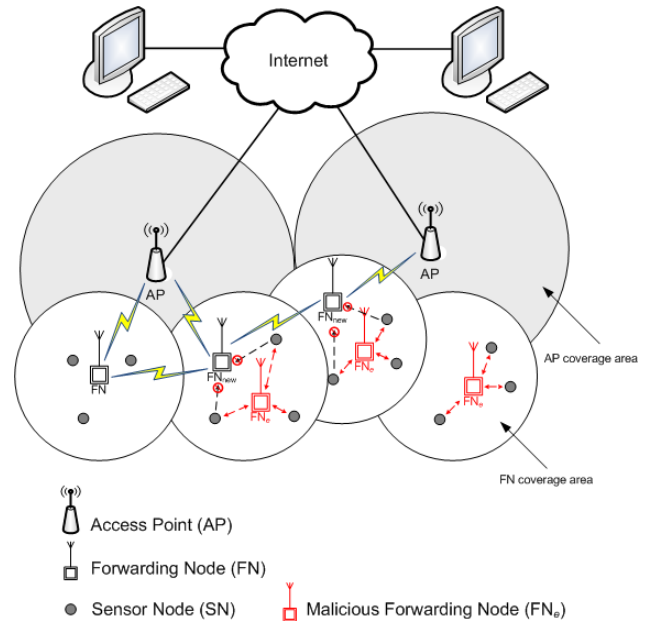 Internet
AP
AP
FNnew
FN
FNnew
FNe
FNe
FNe
AP coverage area
FN coverage area
Access Point (AP)
Forwarding Node (FN)
Sensor Node (SN)
Malicious Forwarding Node (FNe)